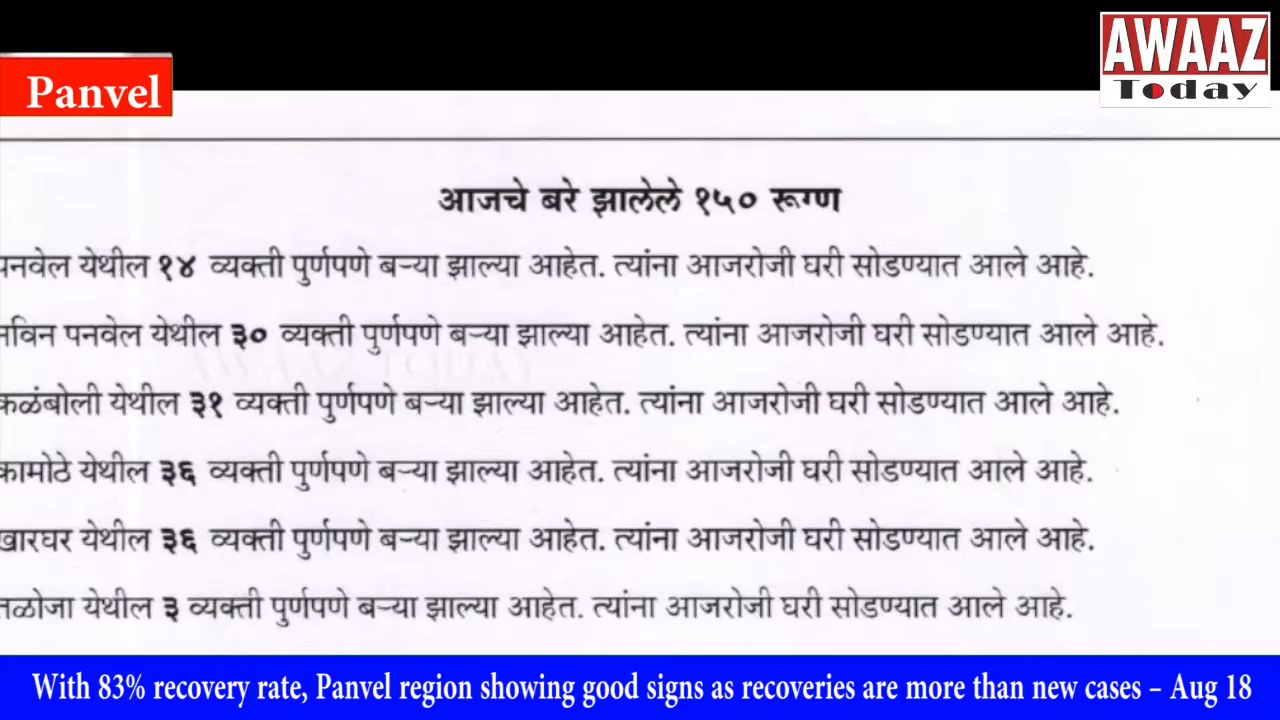 AWAAZ
Today
Panvel
आजचे बरे झालेले १५० रूग्ण
पनवेल येथील १४ व्यक्ती पुर्णपणे बऱ्या झाल्या आहेत. त्यांना आजरोजी घरी सोडण्यात आले आहे.
नविन पनवेल येथील ३० व्यक्ती पुर्णपणे बऱ्या झाल्या आहेत. त्यांना आजरोजी घरी सोडण्यात आले आहे.
कळंबोली येथील ३१ व्यक्ती पुर्णपणे बऱ्या झाल्या आहेत. त्यांना आजरोजी घरी सोडण्यात आले आहे.
कामोठे येथील ३६ व्यक्ती पुर्णपणे बऱ्या झाल्या आहेत. त्यांना आजरोजी घरी सोडण्यात आले आहे.
खारघर येथील ३६ व्यक्ती पुर्णपणे बऱ्या झाल्या आहेत. त्यांना आजरोजी घरी सोडण्यात आले आहे.
तळोजा येथील ३ व्यक्ती पुर्णपणे बऱ्या झाल्या आहेत. त्यांना आजरोजी घरी सोडण्यात आले आहे.
With 83% recovery rate, Panvel region showing good signs as recoveries are more than new cases – Aug 18